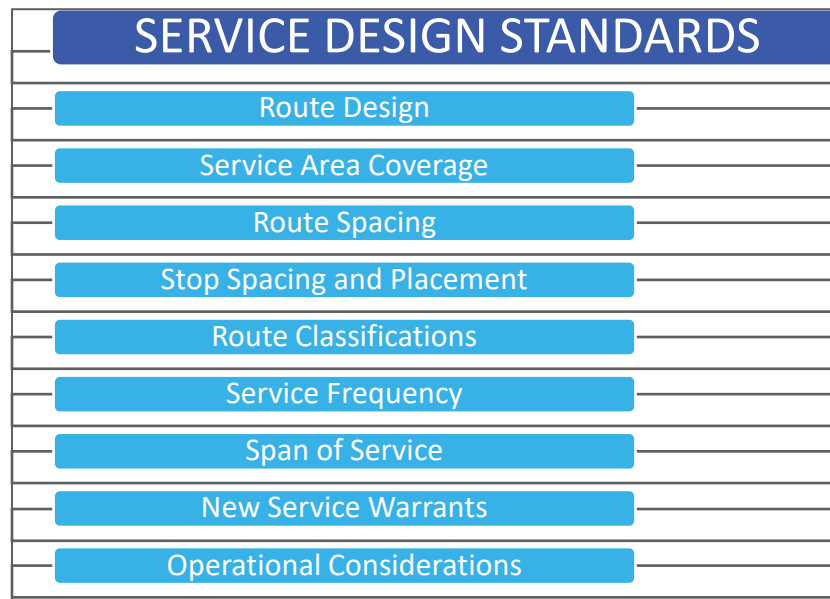 SERVICE DESIGN STANDARDS
Route Design
Service Area Coverage
Route Spacing
Stop Spacing and Placement
Route Classifications
Service Frequency
Span of Service
New Service Warrants
Operational Considerations